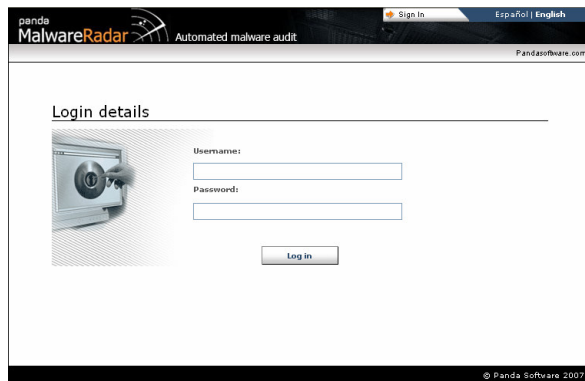 panda
MalwareRadar
Automated malware audit
Sign In
Español | English
Pandasoftware.com
Login details
Username:
Password:
Log in
© Panda Software 2007